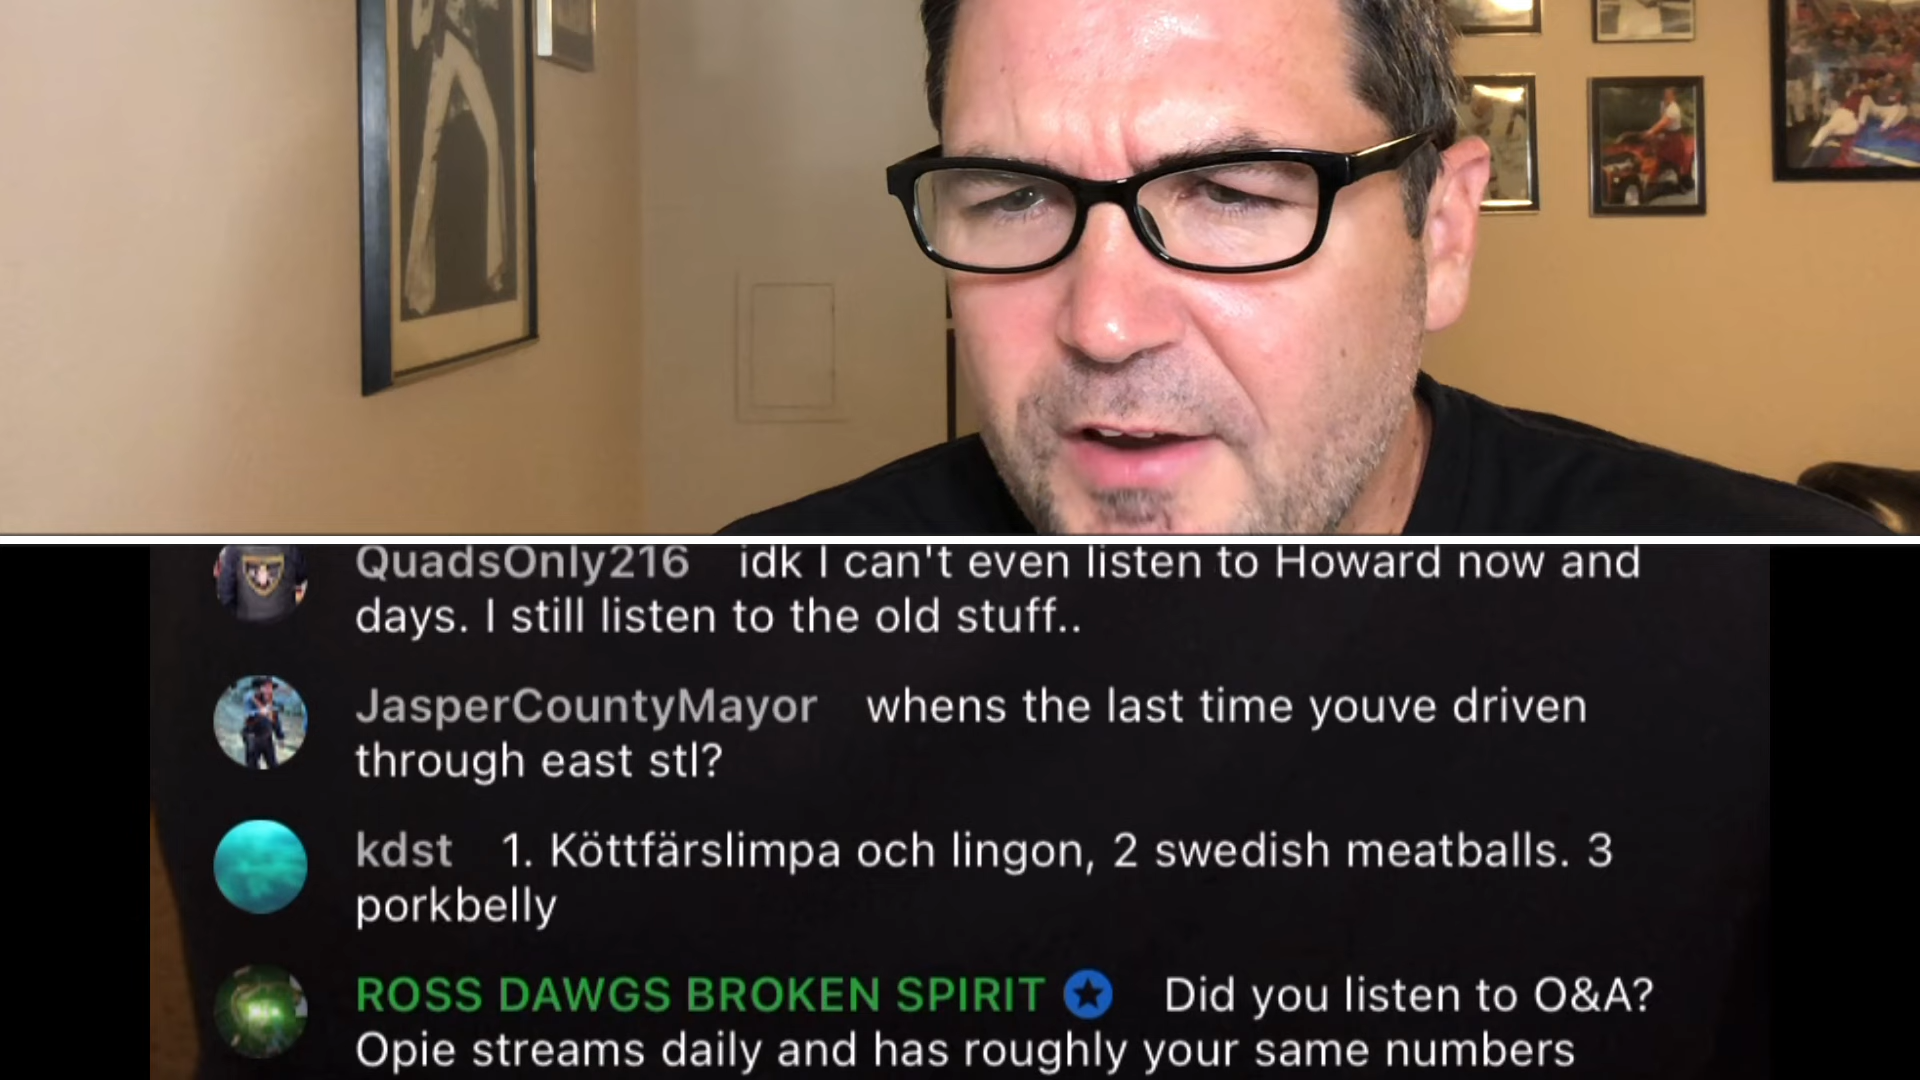 QuadsOnly216 idk I can't even listen to Howard now and
days. I still listen to the old stuff..
JasperCountyMayor whens the last time youve driven
through east stl?
kdst 1. Köttfärslimpa och lingon, 2 swedish meatballs. 3
porkbelly
ROSS DAWGS BROKEN SPIRIT Did you listen to O&A?
Opie streams daily and has roughly your same numbers